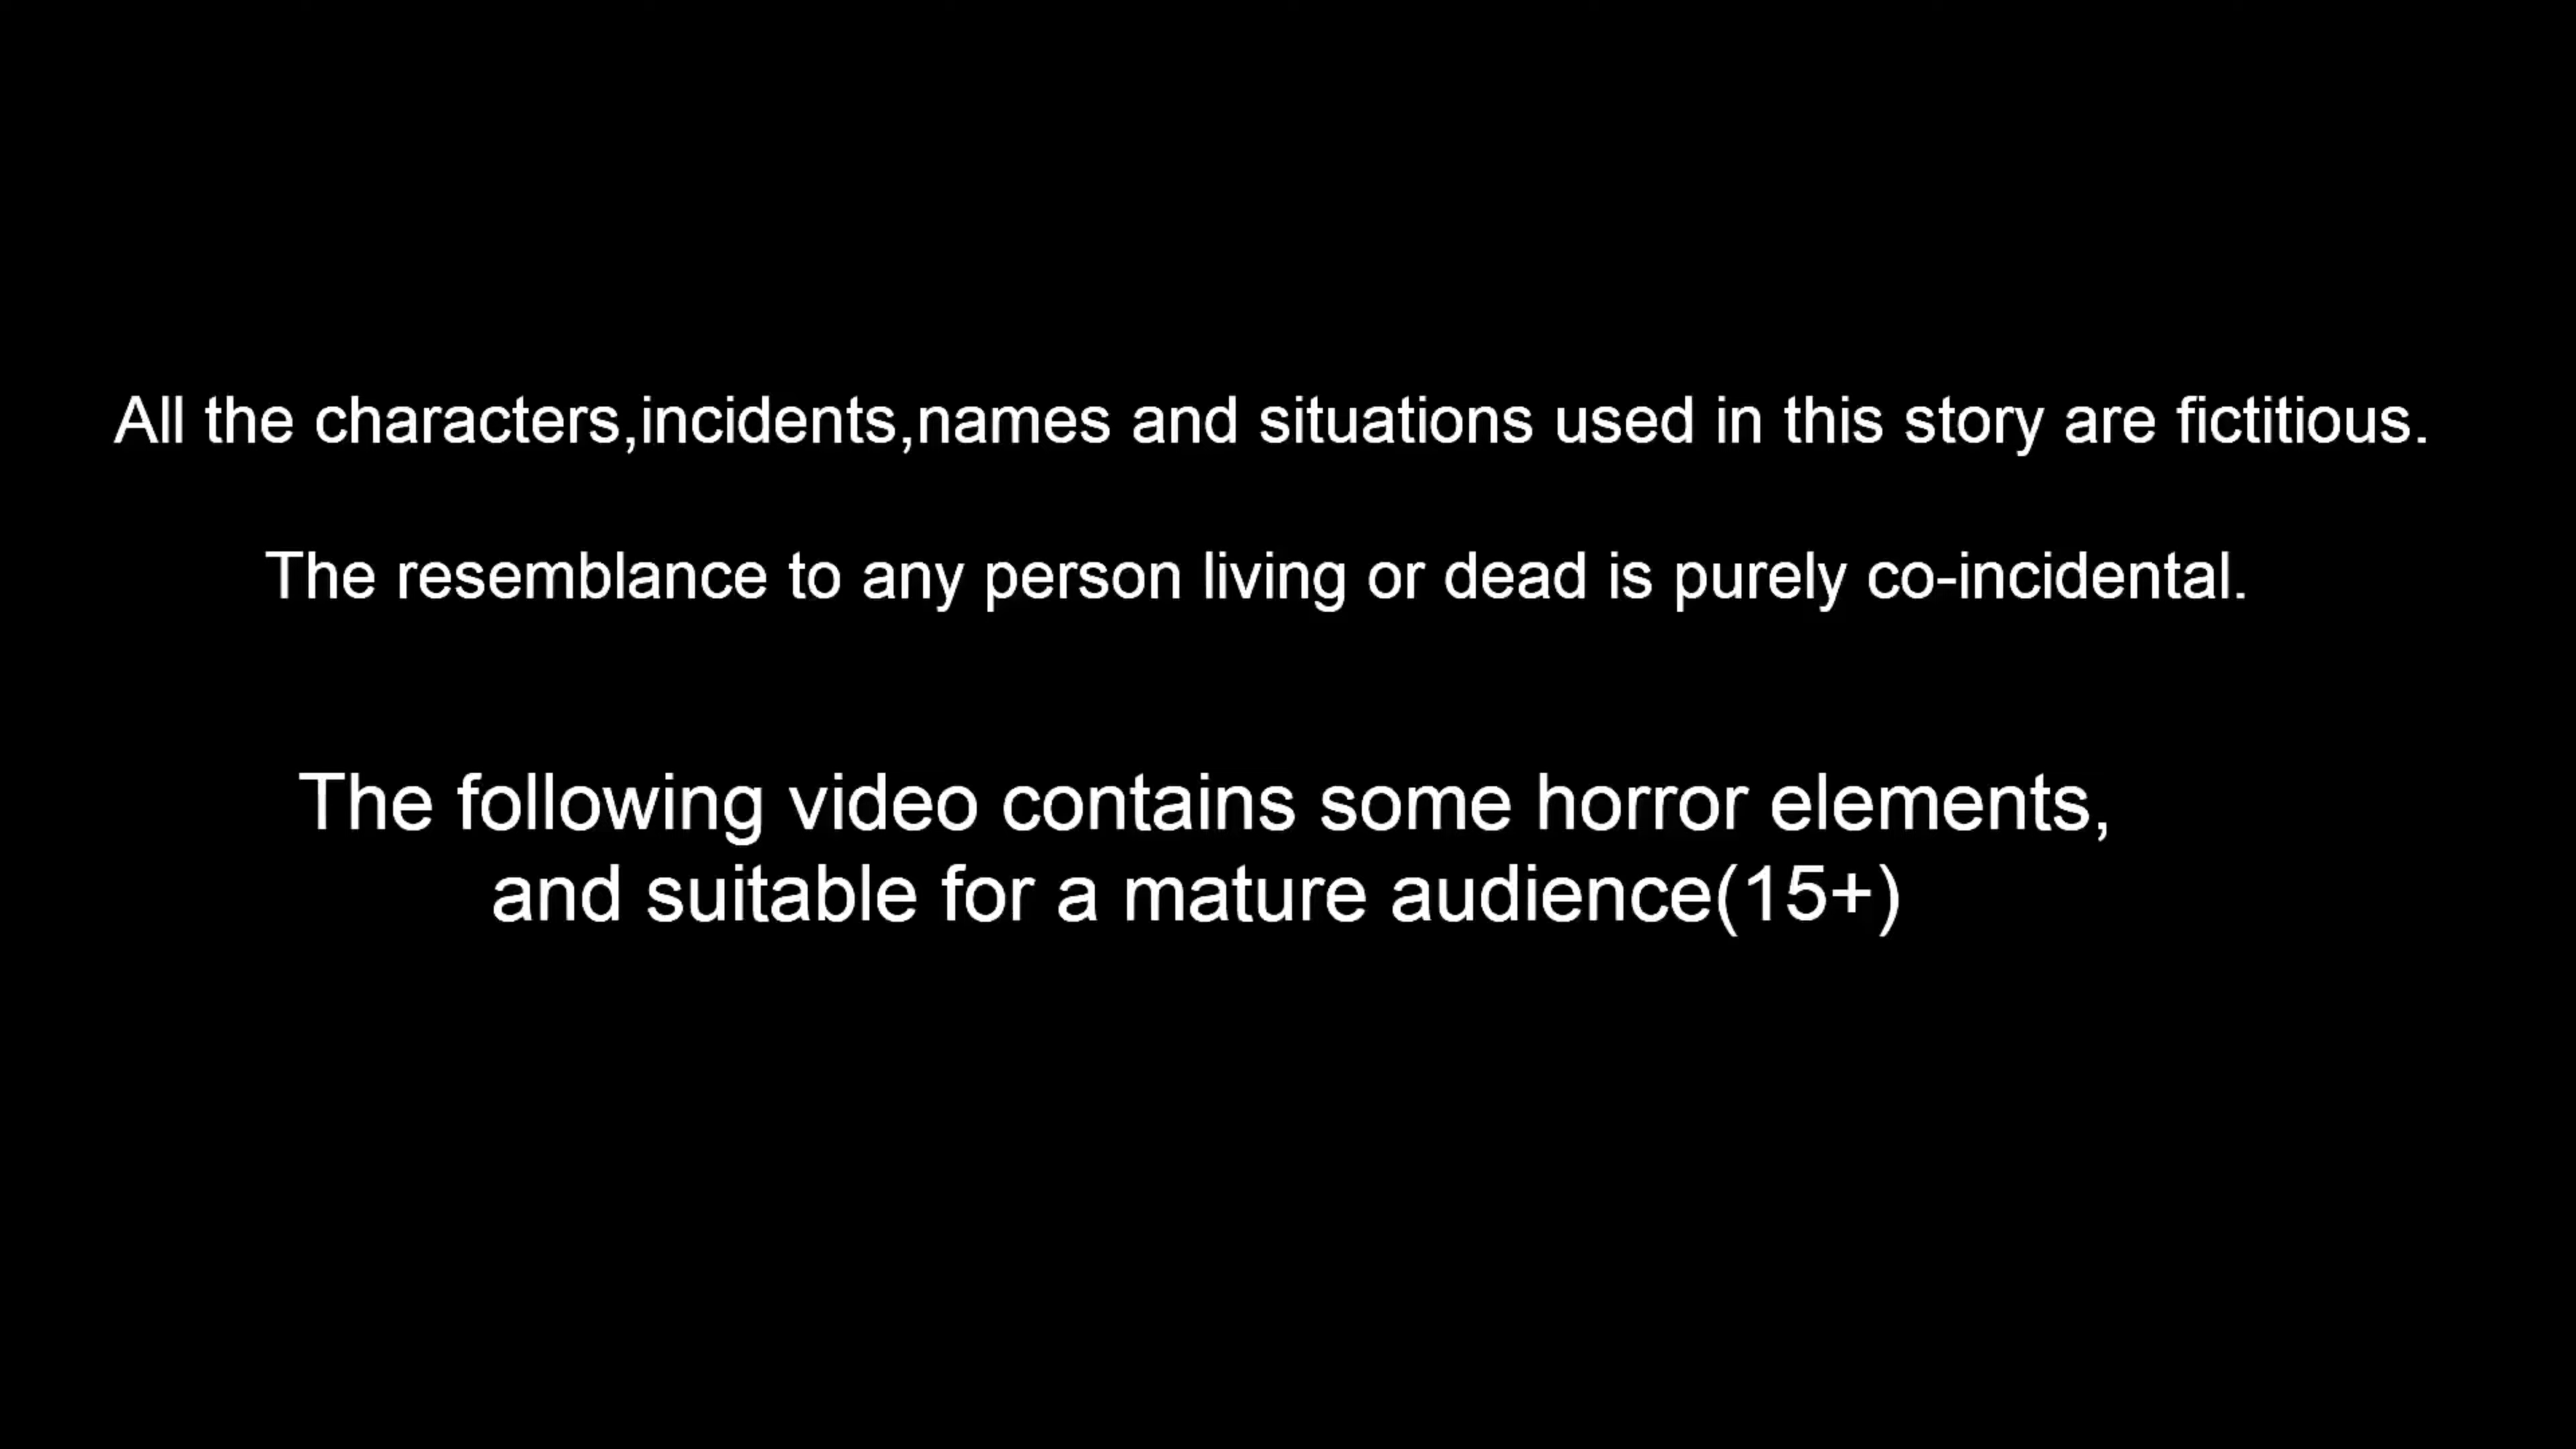 All the characters,incidents,names and situations used in this story are fictitious.
The resemblance to any person living or dead is purely co-incidental.
The following video contains some horror elements,
and suitable for a mature audience(15+)